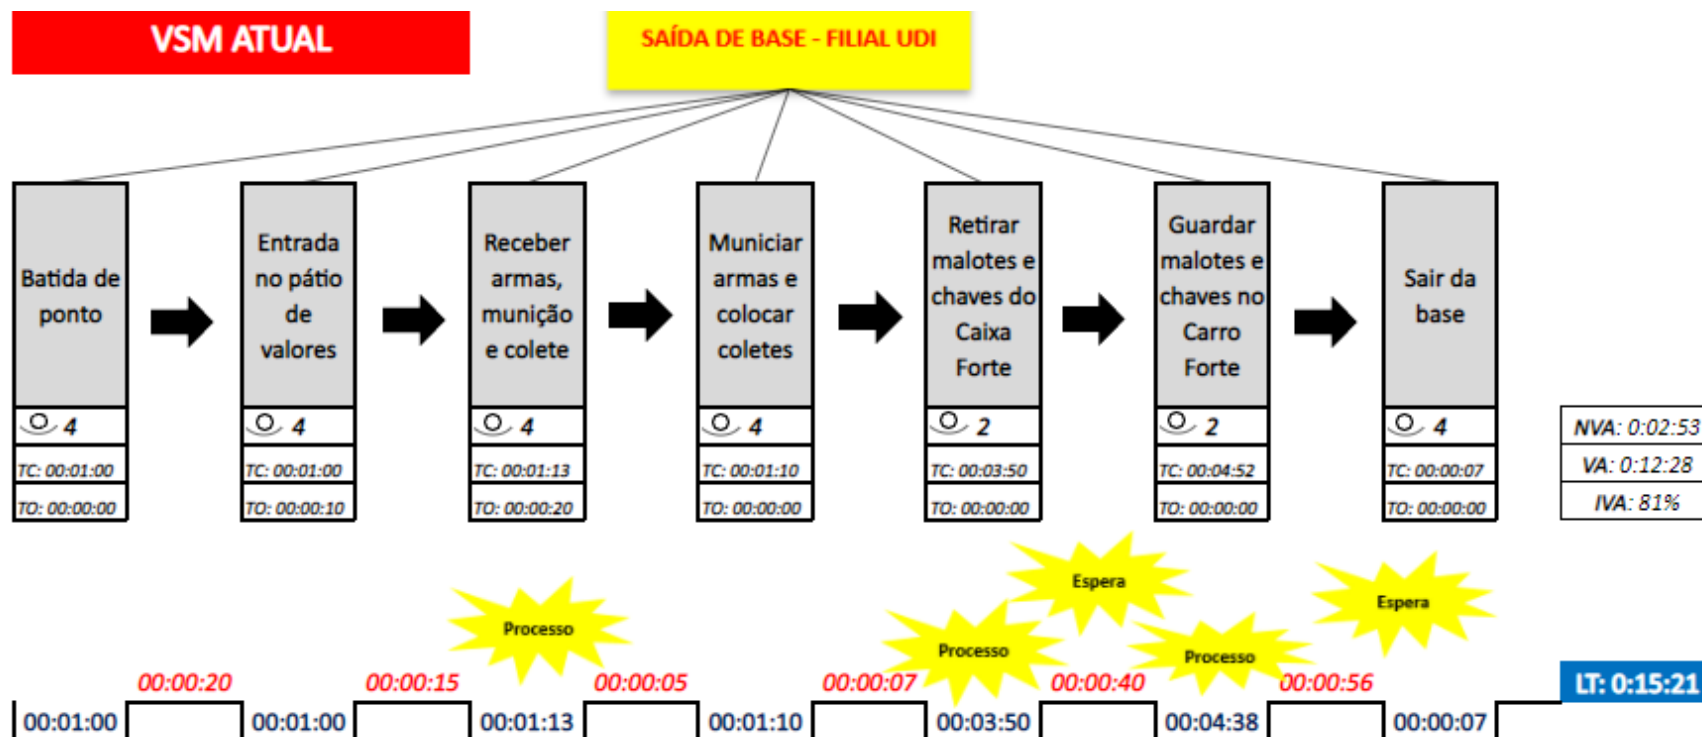 VSM ATUAL
SAÍDA DE BASE - FILIAL UDI
Batida de
ponto
4
TC: 00:01:00
TO: 00:00:00
Entrada
no pátio
de
valores
4
TC: 00:01:00
TO: 00:00:10
Receber
armas,
munição
e colete
4
TC: 00:01:13
TO: 00:00:20
Municiar
armas e
colocar
coletes
4
TC: 00:01:10
TO: 00:00:00
Retirar
malotes e
chaves do
Caixa
Forte
2
TC: 00:03:50
TO: 00:00:00
Guardar
malotes e
chaves no
Carro
Forte
2
TC: 00:04:52
TO: 00:00:00
Sair da
base
4
TC: 00:00:07
TO: 00:00:00
NVA: 0:02:53
VA: 0:12:28
IVA: 81%
Processo
Processo
Espera
Processo
Espera
00:00:20
00:00:15
00:00:05
00:00:07
00:00:40
00:00:56
LT: 0:15:21
00:01:00
00:01:00
00:01:13
00:01:10
00:03:50
00:04:38
00:00:07